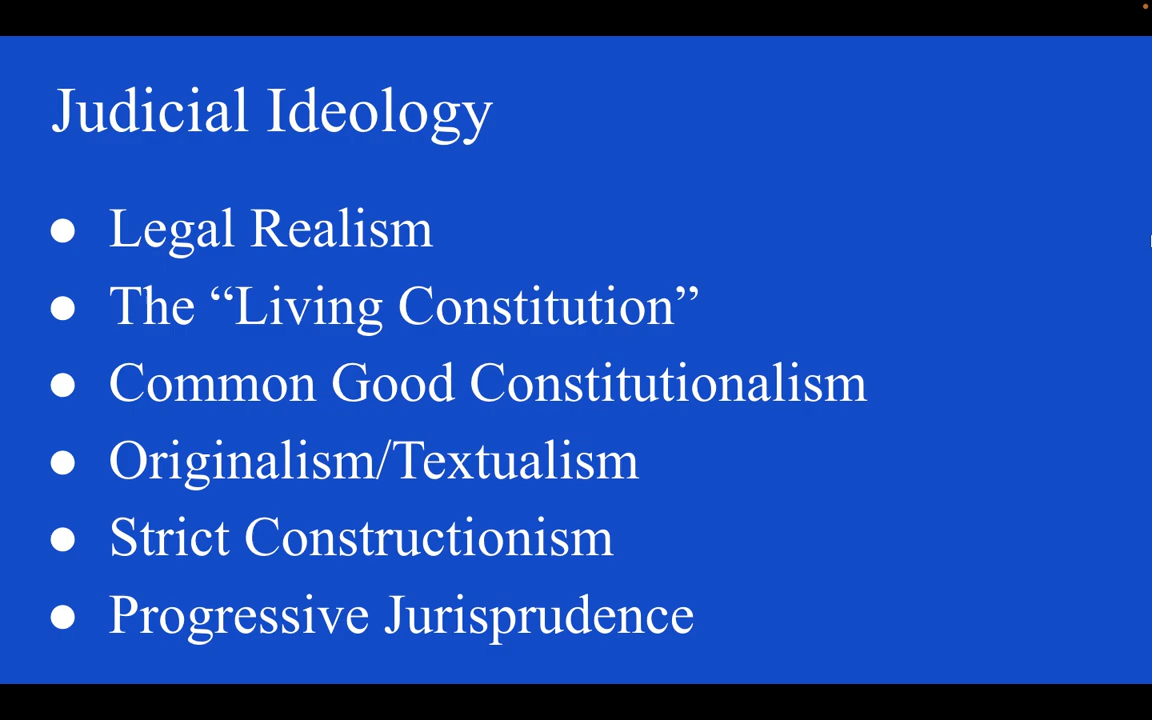 Judicial Ideology
● Legal Realism
● The “Living Constitution”
● Common Good Constitutionalism
● Originalism/Textualism
● Strict Constructionism
● Progressive Jurisprudence